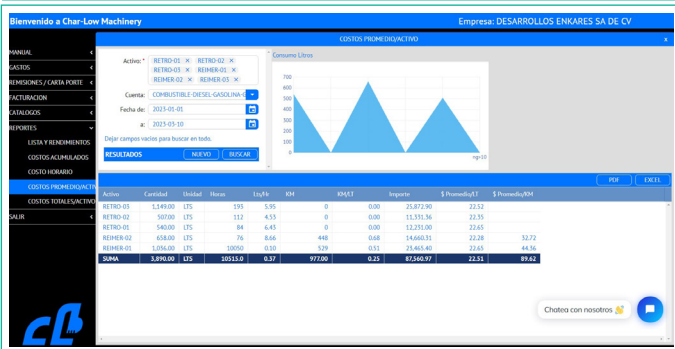 Bienvenido a Char-Low Machinery
Empresa: DESARROLLOS ENKARES SA DE CV
COSTOS PROMEDIO/ACTIVO x
MANUAL
GASTOS
REMISIONES / CARTA PORTE
FACTURACION
CATALOGOS
REPORTES
LISTA Y RENDIMIENTOS
COSTOS ACUMULADOS
COSTO HORARIO
COSTOS PROMEDIO/ACTIV
COSTOS TOTALES/ACTIVO
SALIR
Activo: * RETRO-01 × RETRO-02 ×
RETRO-03 × REIMER-01 ×
REIMER-02 × REIMER-03 ×
Cuenta: COMBUSTIBLE-DIESEL-GASOLINA-G
Fecha de: 2023-01-01
a: 2023-03-10
Dejar campos vacios para buscar en todo.
RESULTADOS NUEVO BUSCAR
Consumo Litros
700
600
500
400
300
200
100
0
ng=10
PDF EXCEL
Activo Cantidad Unidad Horas Lts/Hr KM KM/LT Importe $ Promedio/LT $ Promedio/KM
RETRO-03 1,149.00 LTS 193 5.95 0 0.00 25,872.90 22.52
RETRO-02 507.00 LTS 112 4.53 0 0.00 11,331.36 22.35
RETRO-01 540.00 LTS 84 6.43 0 0.00 12,231.00 22.65
REIMER-02 658.00 LTS 76 8.66 448 0.68 14,660.31 22.28 32.72
REIMER-01 1,036.00 LTS 10050 0.10 529 0.51 23,465.40 22.65 44.36
SUMA 3,890.00 LTS 10515.0 0.37 977.00 0.25 87,560.97 22.51 89.62
Chatea con nosotros 👋